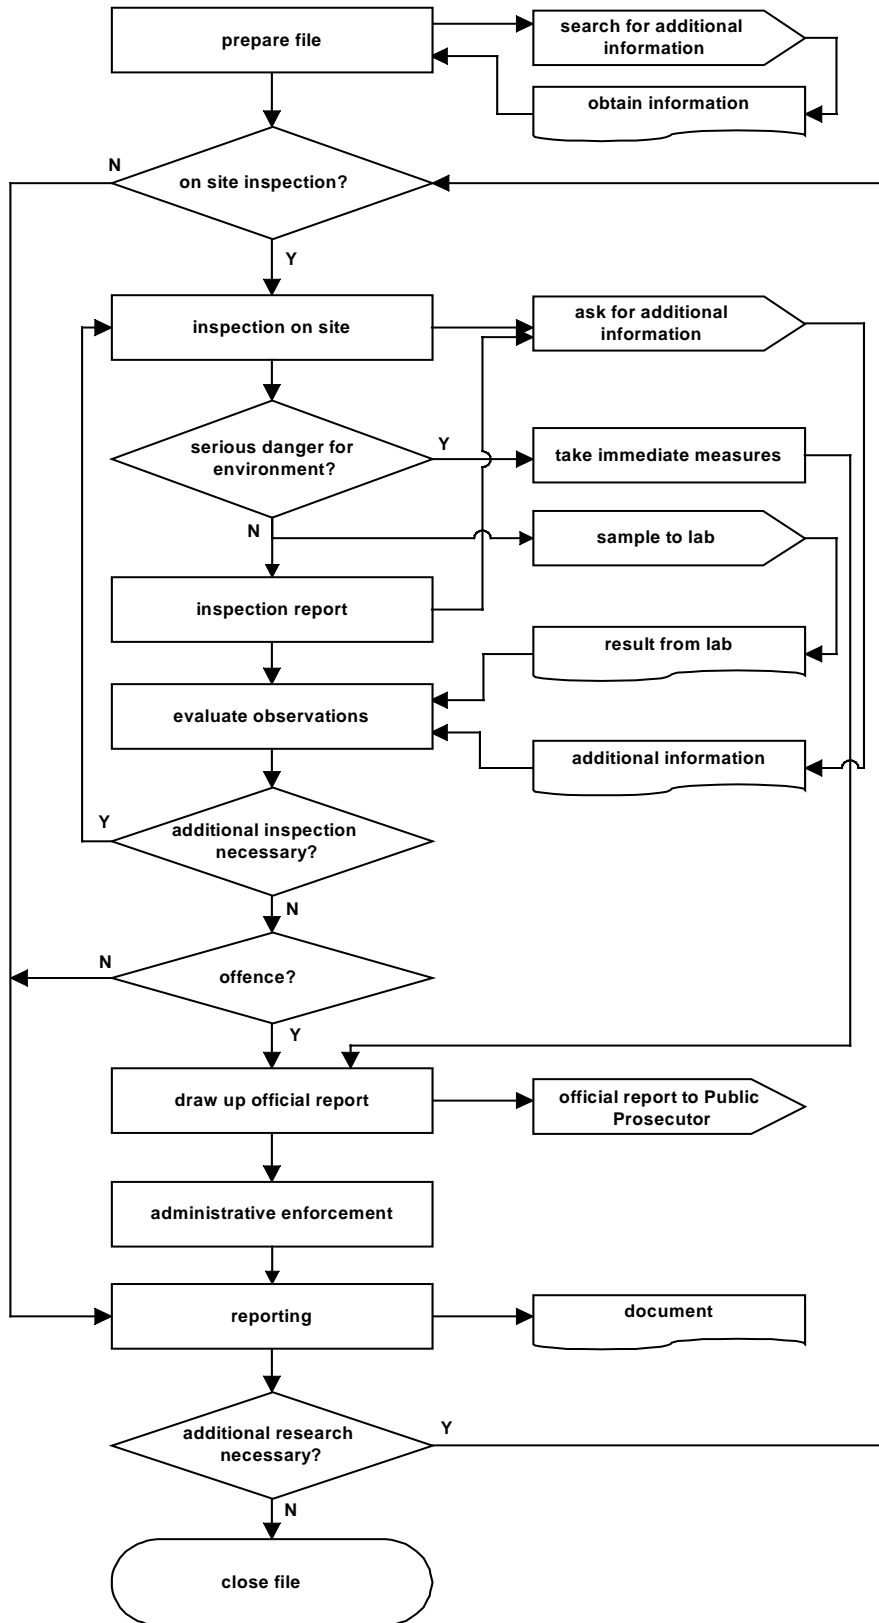 prepare file
search for additional
information
obtain information
N
on site inspection?
Y
inspection on site
ask for additional
information
serious danger for
environment?
Y
take immediate measures
N
sample to lab
inspection report
result from lab
evaluate observations
additional information
Y
additional inspection
necessary?
N
N
offence?
Y
draw up official report
official report to Public
Prosecutor
administrative enforcement
reporting
document
additional research
necessary?
Y
N
close file